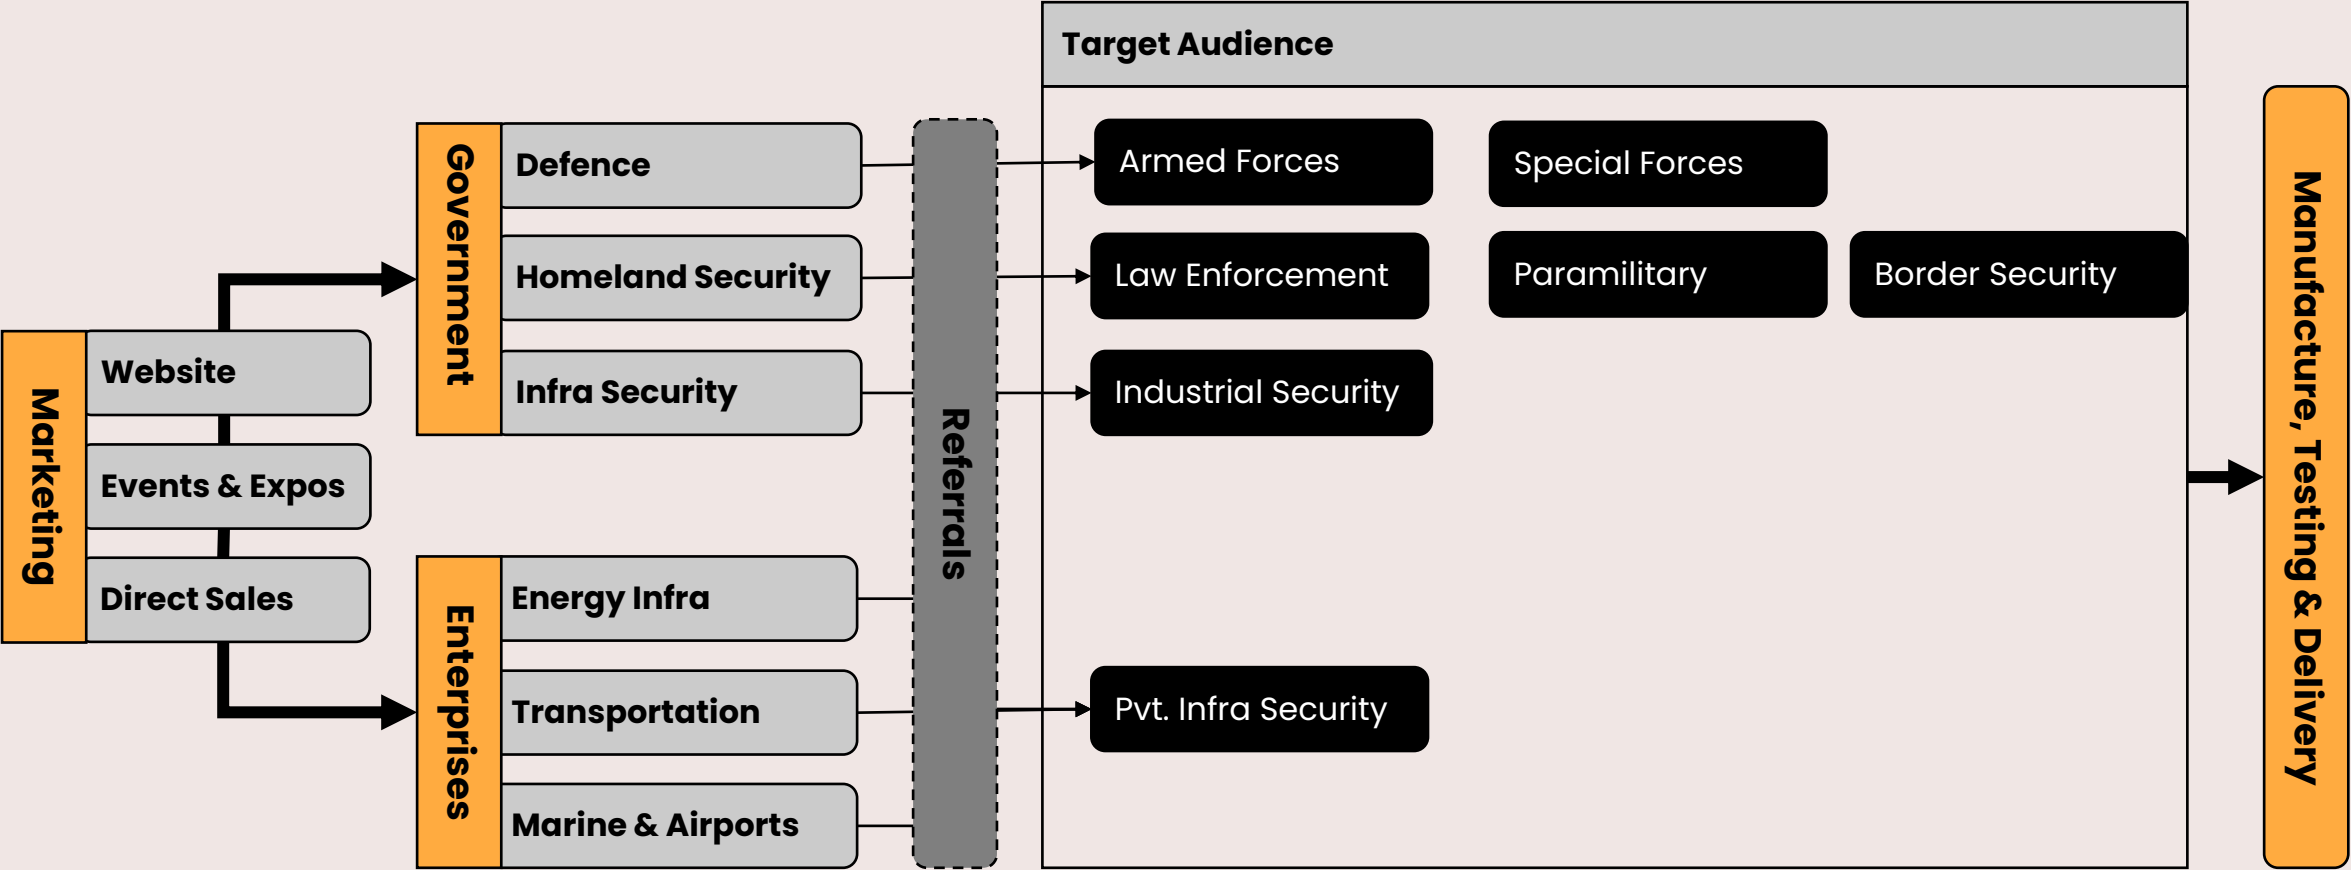 Target Audience
Marketing
Website
Events & Expos
Direct Sales
Government
Defence
Homeland Security
Infra Security
Enterprises
Energy Infra
Transportation
Marine & Airports
Referrals
Armed Forces
Special Forces
Law Enforcement
Paramilitary
Border Security
Industrial Security
Pvt. Infra Security
Manufacture, Testing & Delivery